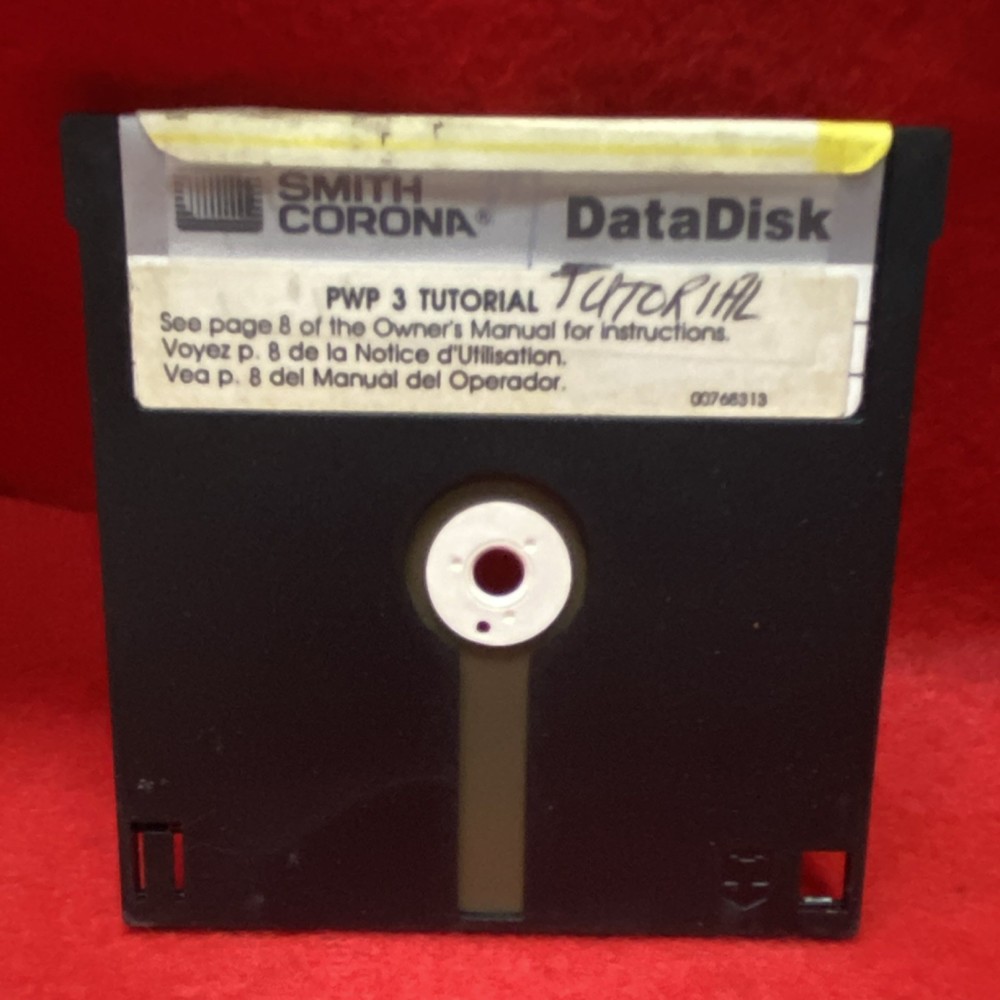 SMITH
CORONA®
DataDisk
PWP 3 TUTORIAL TUTORIAL
See page 8 of the Owner's Manual for instructions.
Voyez p. 8 de la Notice d'Utilisation.
Vea p. 8 del Manual del Operador.
00768313